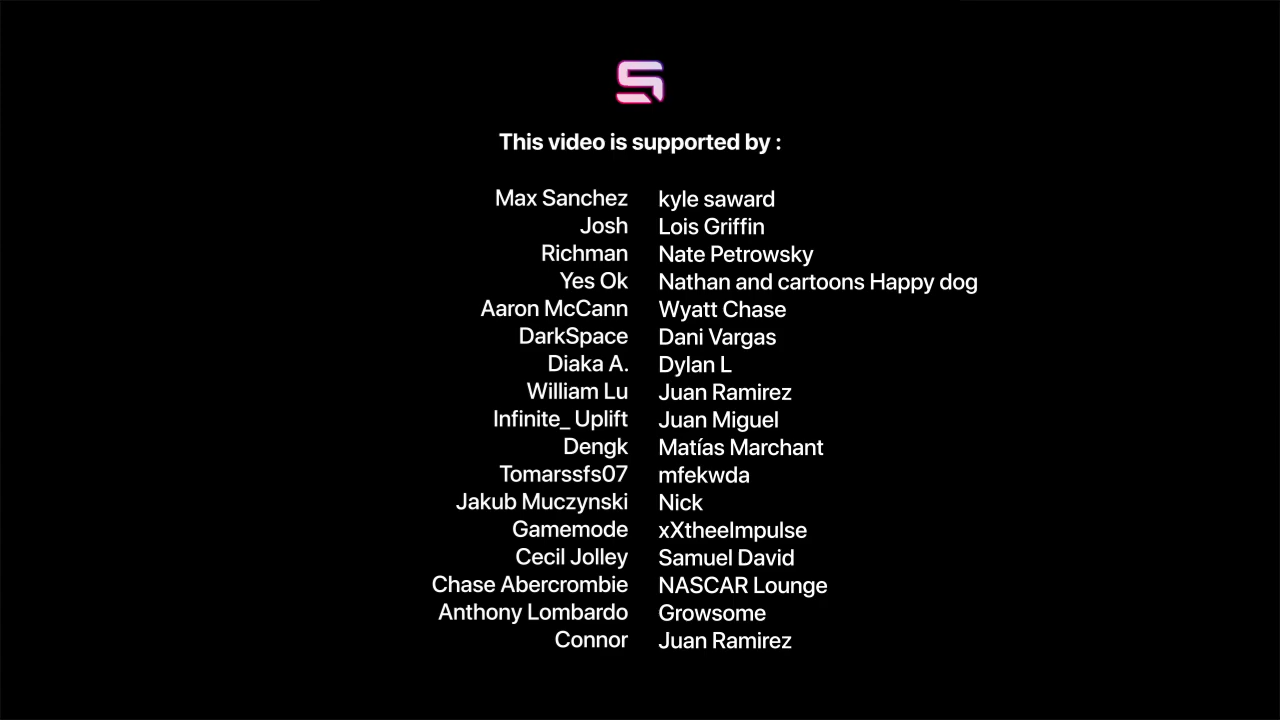 This video is supported by :
Max Sanchez kyle saward
Josh Lois Griffin
Richman Nate Petrowsky
Yes Ok Nathan and cartoons Happy dog
Aaron McCann Wyatt Chase
DarkSpace Dani Vargas
Diaka A. Dylan L
William Lu Juan Ramirez
Infinite_ Uplift Juan Miguel
Dengk Matías Marchant
Tomarssfs07 mfekwda
Jakub Muczynski Nick
Gamemode xXtheeImpulse
Cecil Jolley Samuel David
Chase Abercrombie NASCAR Lounge
Anthony Lombardo Growsome
Connor Juan Ramirez